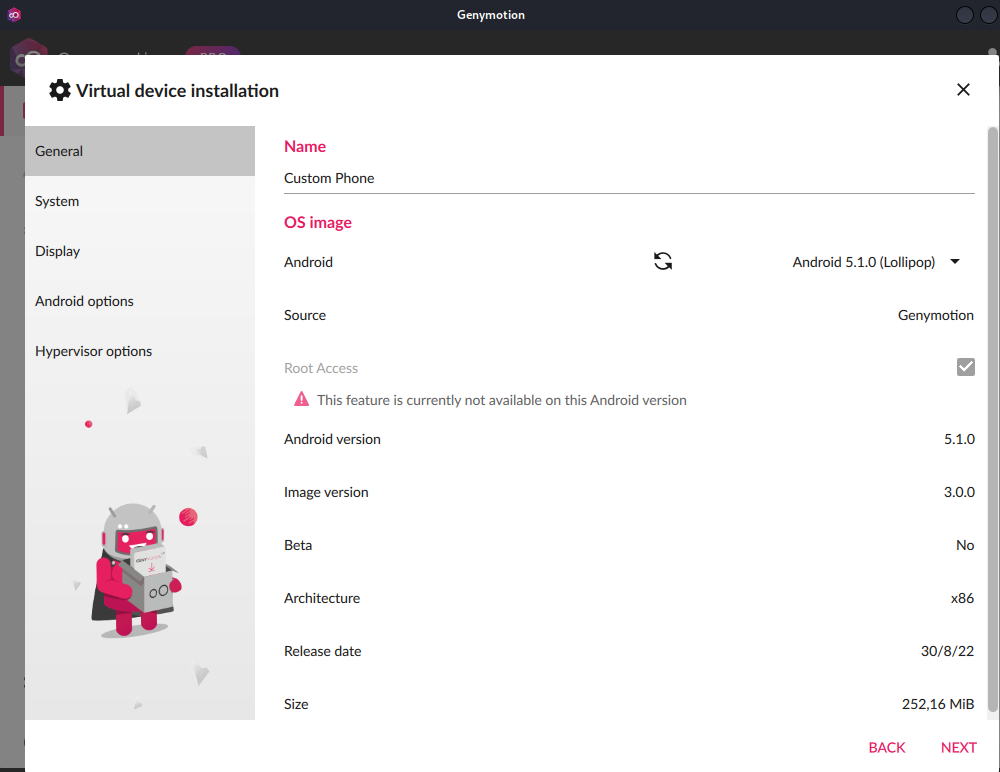 Genymotion
Virtual device installation
General
System
Display
Android options
Hypervisor options
Name
Custom Phone
OS image
Android
Android 5.1.0 (Lollipop)
Source
Genymotion
Root Access
This feature is currently not available on this Android version
Android version
5.1.0
Image version
3.0.0
Beta
No
Architecture
x86
Release date
30/8/22
Size
252,16 MiB
BACK
NEXT